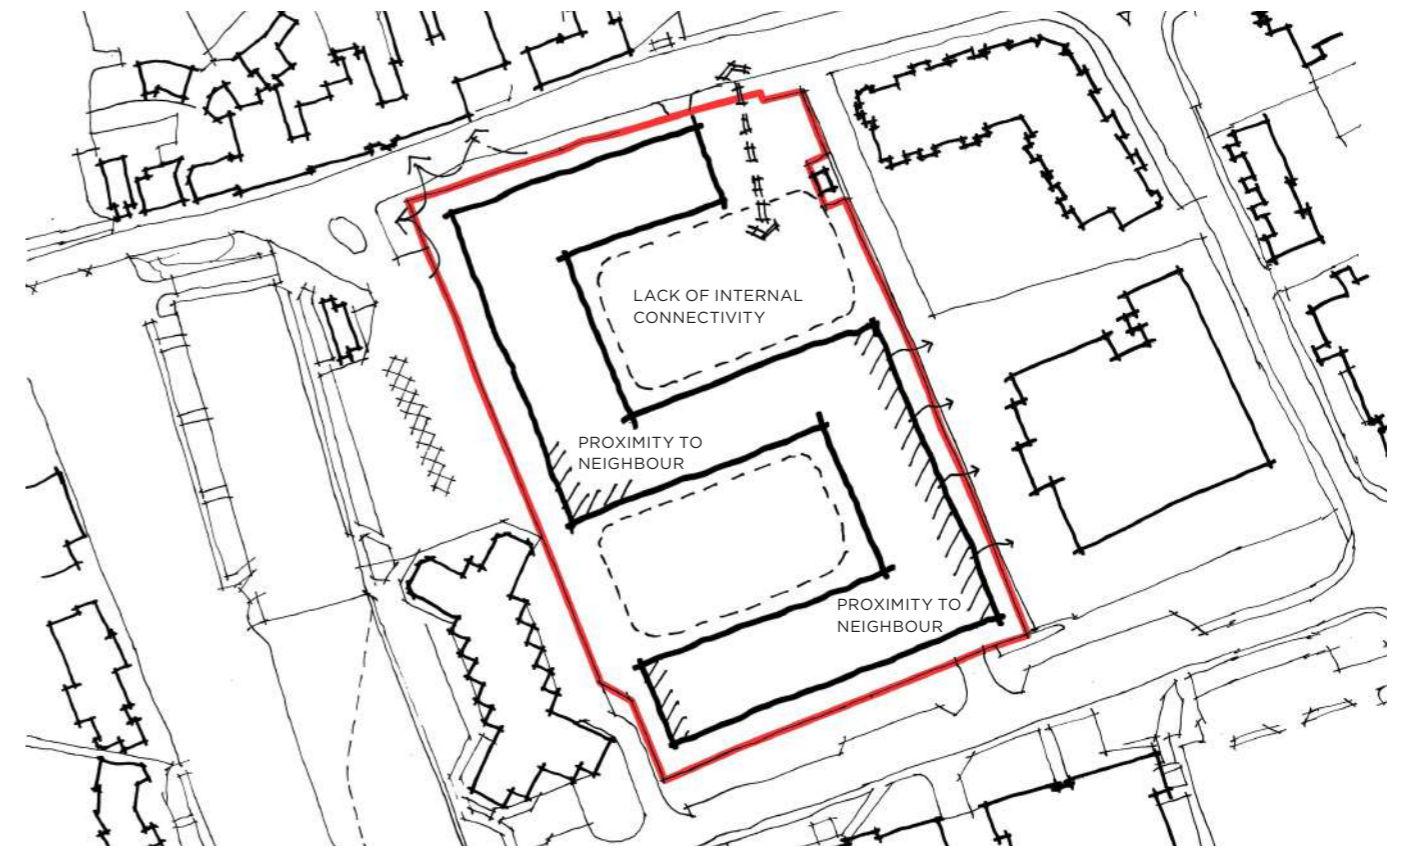 LACK OF INTERNAL
CONNECTIVITY
PROXIMITY TO
NEIGHBOUR
PROXIMITY TO
NEIGHBOUR